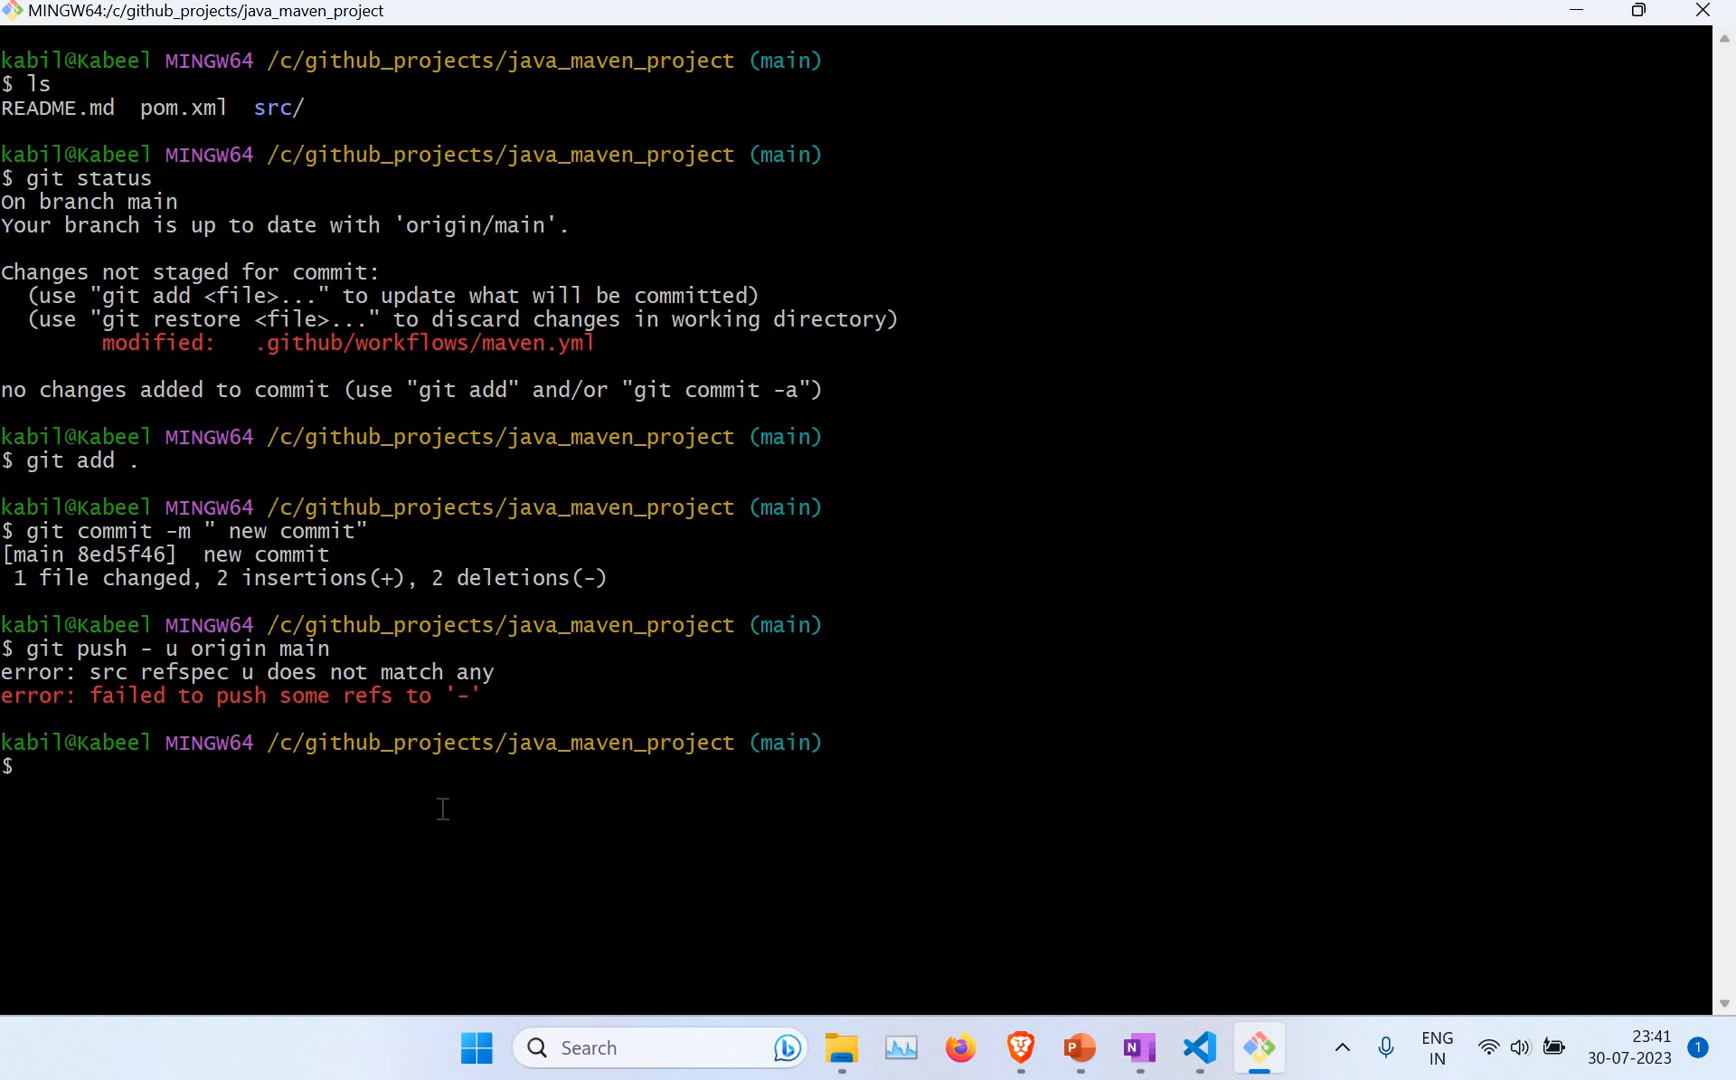 MINGW64:/c/github_projects/java_maven_project
kabil@Kabeel MINGW64 /c/github_projects/java_maven_project (main)
$ ls
README.md  pom.xml  src/
kabil@Kabeel MINGW64 /c/github_projects/java_maven_project (main)
$ git status
On branch main
Your branch is up to date with 'origin/main'.
Changes not staged for commit:
  (use "git add <file>..." to update what will be committed)
  (use "git restore <file>..." to discard changes in working directory)
        modified:   .github/workflows/maven.yml
no changes added to commit (use "git add" and/or "git commit -a")
kabil@Kabeel MINGW64 /c/github_projects/java_maven_project (main)
$ git add .
kabil@Kabeel MINGW64 /c/github_projects/java_maven_project (main)
$ git commit -m " new commit"
[main 8ed5f46]  new commit
 1 file changed, 2 insertions(+), 2 deletions(-)
kabil@Kabeel MINGW64 /c/github_projects/java_maven_project (main)
$ git push - u origin main
error: src refspec u does not match any
error: failed to push some refs to '-'
kabil@Kabeel MINGW64 /c/github_projects/java_maven_project (main)
$
Search
ENG
IN
23:41
30-07-2023
1